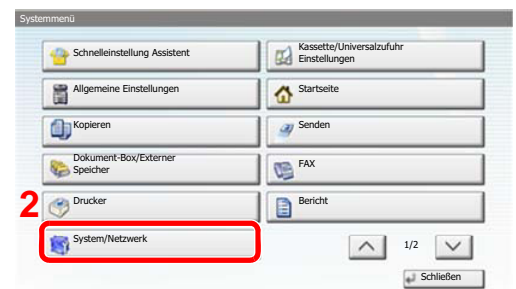 Systemmenü
Schnelleinstellung Assistent
Kassette/Universalzufuhr
Einstellungen
Allgemeine Einstellungen
Startseite
Kopieren
Senden
Dokument-Box/Externer
Speicher
FAX
2
Drucker
Bericht
System/Netzwerk
1/2
Schließen